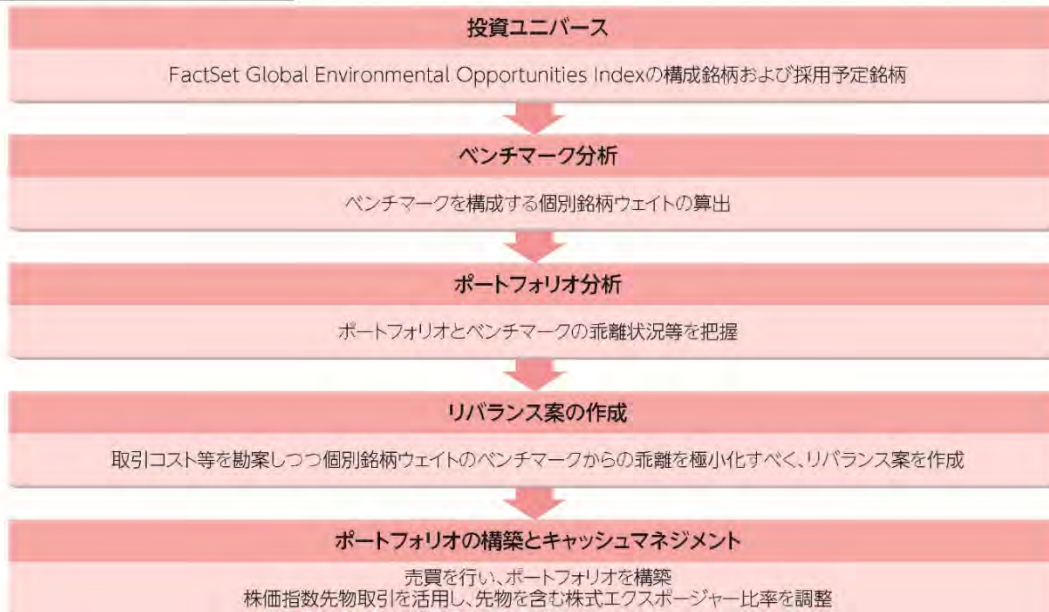 投資ユニバース
FactSet Global Environmental Opportunities Indexの構成銘柄および採用予定銘柄
ベンチマーク分析
ベンチマークを構成する個別銘柄ウェイトの算出
ポートフォリオ分析
ポートフォリオとベンチマークの乖離状況等を把握
リバランス案の作成
取引コスト等を勘案しつつ個別銘柄ウェイトのベンチマークからの乖離を極小化すべく、リバランス案を作成
ポートフォリオの構築とキャッシュマネジメント
売買を行い、ポートフォリオを構築
株価指数先物取引を活用し、先物を含む株式エクスポージャー比率を調整